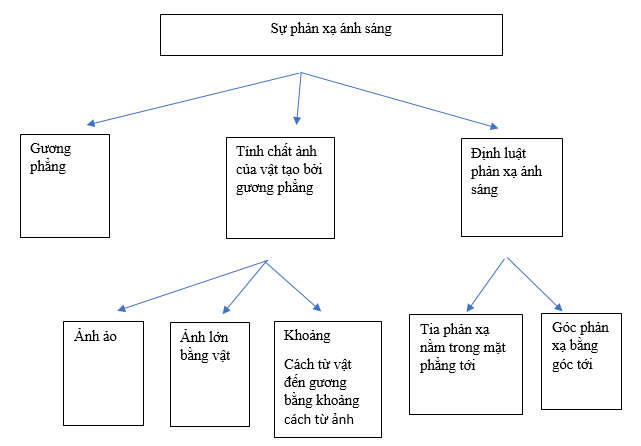 Sự phản xạ ánh sáng
Gương
phẳng
Tính chất ảnh
của vật tạo bởi
gương phẳng
Định luật
phản xạ ánh
sáng
Ảnh ảo
Ảnh lớn
bằng vật
Khoảng
Cách từ vật
đến gương
bằng khoảng
cách từ ảnh
Tia phản xạ
nằm trong mặt
phẳng tới
Góc phản
xạ bằng
góc tới